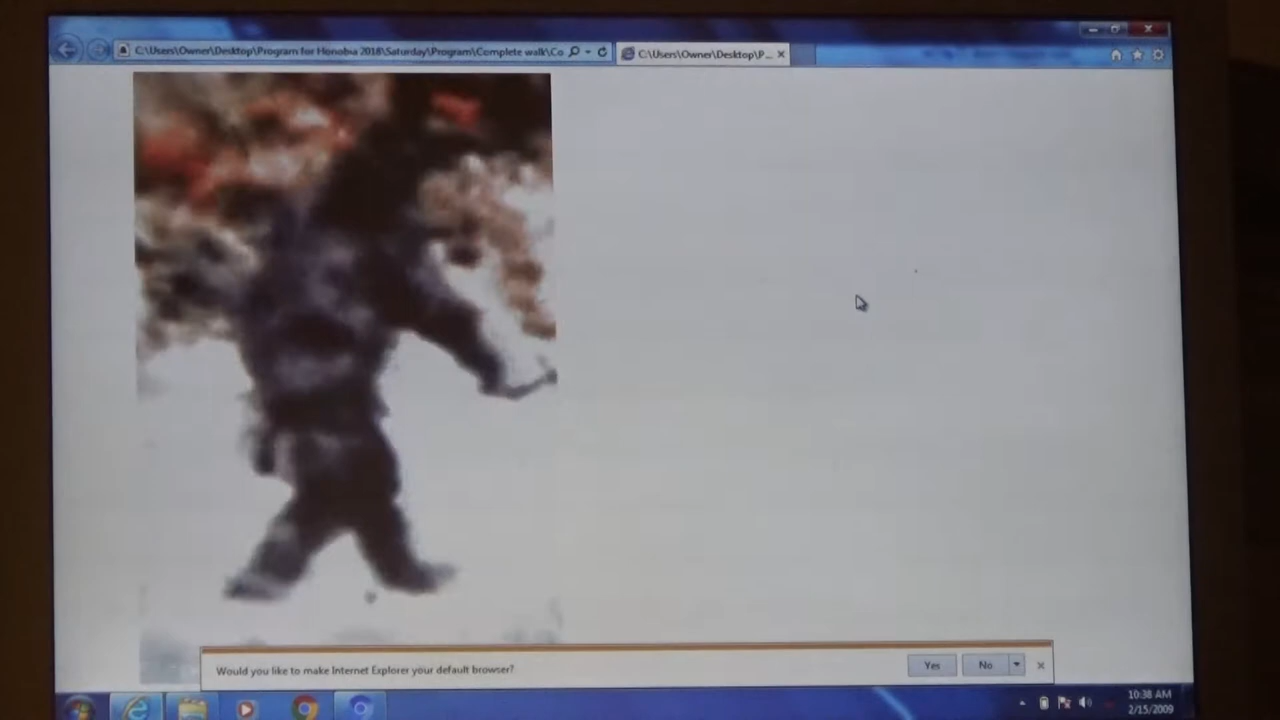 C:\Users\Owner\Desktop\Program for Honobia 2018\Saturday\Program\Complete walk\Co
C:\Users\Owner\Desktop\P...
Would you like to make Internet Explorer your default browser?
Yes
No
10:38 AM
2/15/2009